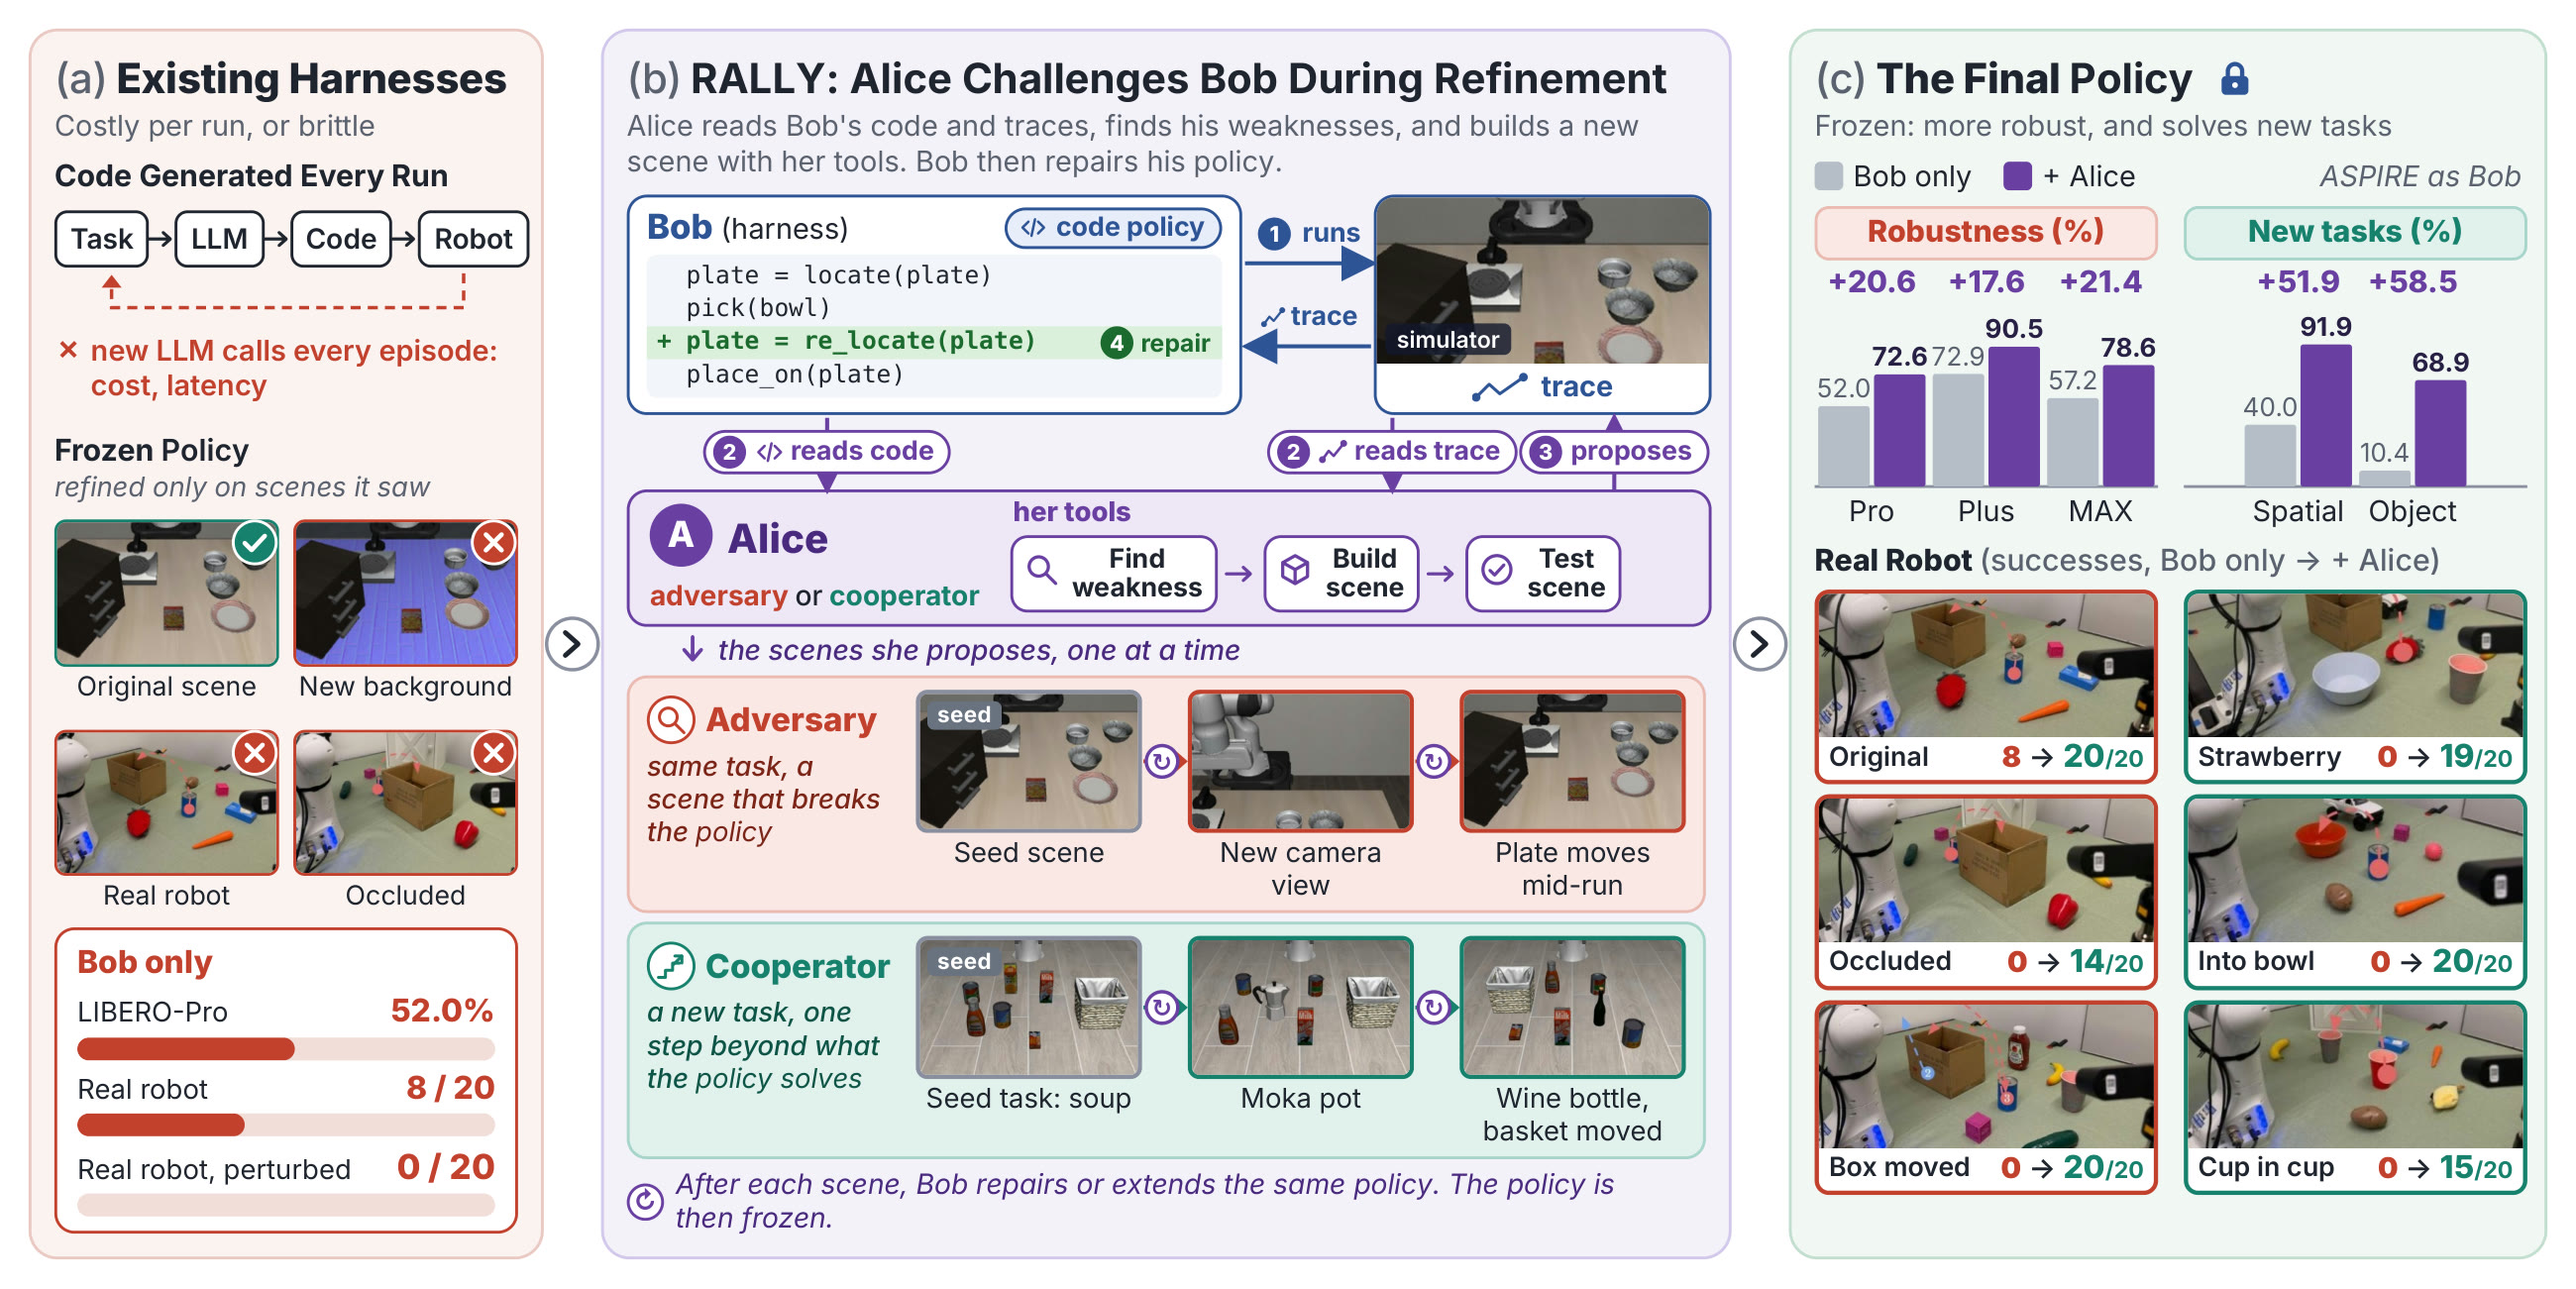 (a) Existing Harnesses
Costly per run, or brittle
Code Generated Every Run
Task
LLM
Code
Robot
× new LLM calls every episode:
cost, latency
Frozen Policy
refined only on scenes it saw
Original scene
New background
Real robot
Occluded
Bob only
LIBERO-Pro 52.0%
Real robot 8 / 20
Real robot, perturbed 0 / 20
(b) RALLY: Alice Challenges Bob During Refinement
Alice reads Bob's code and traces, finds his weaknesses, and builds a new
scene with her tools. Bob then repairs his policy.
Bob (harness)
</> code policy
plate = locate(plate)
pick(bowl)
+ plate = re_locate(plate)
4 repair
place_on(plate)
1 runs
trace
simulator
trace
2 </> reads code
2 reads trace
3 proposes
A Alice
adversary or cooperator
her tools
Find
weakness
→
Build
scene
→
Test
scene
↓ the scenes she proposes, one at a time
Adversary
same task, a
scene that breaks
the policy
seed
Seed scene
New camera
view
Plate moves
mid-run
Cooperator
a new task, one
step beyond what
the policy solves
seed
Seed task: soup
Moka pot
Wine bottle,
basket moved
After each scene, Bob repairs or extends the same policy. The policy is
then frozen.
(c) The Final Policy
Frozen: more robust, and solves new tasks
Bob only
+ Alice
ASPIRE as Bob
Robustness (%)
+20.6 +17.6 +21.4
52.0 72.6 72.9 90.5 57.2 78.6
Pro Plus MAX
New tasks (%)
+51.9 +58.5
40.0 91.9 10.4 68.9
Spatial Object
Real Robot (successes, Bob only → + Alice)
Original 8 → 20/20
Strawberry 0 → 19/20
Occluded 0 → 14/20
Into bowl 0 → 20/20
Box moved 0 → 20/20
Cup in cup 0 → 15/20